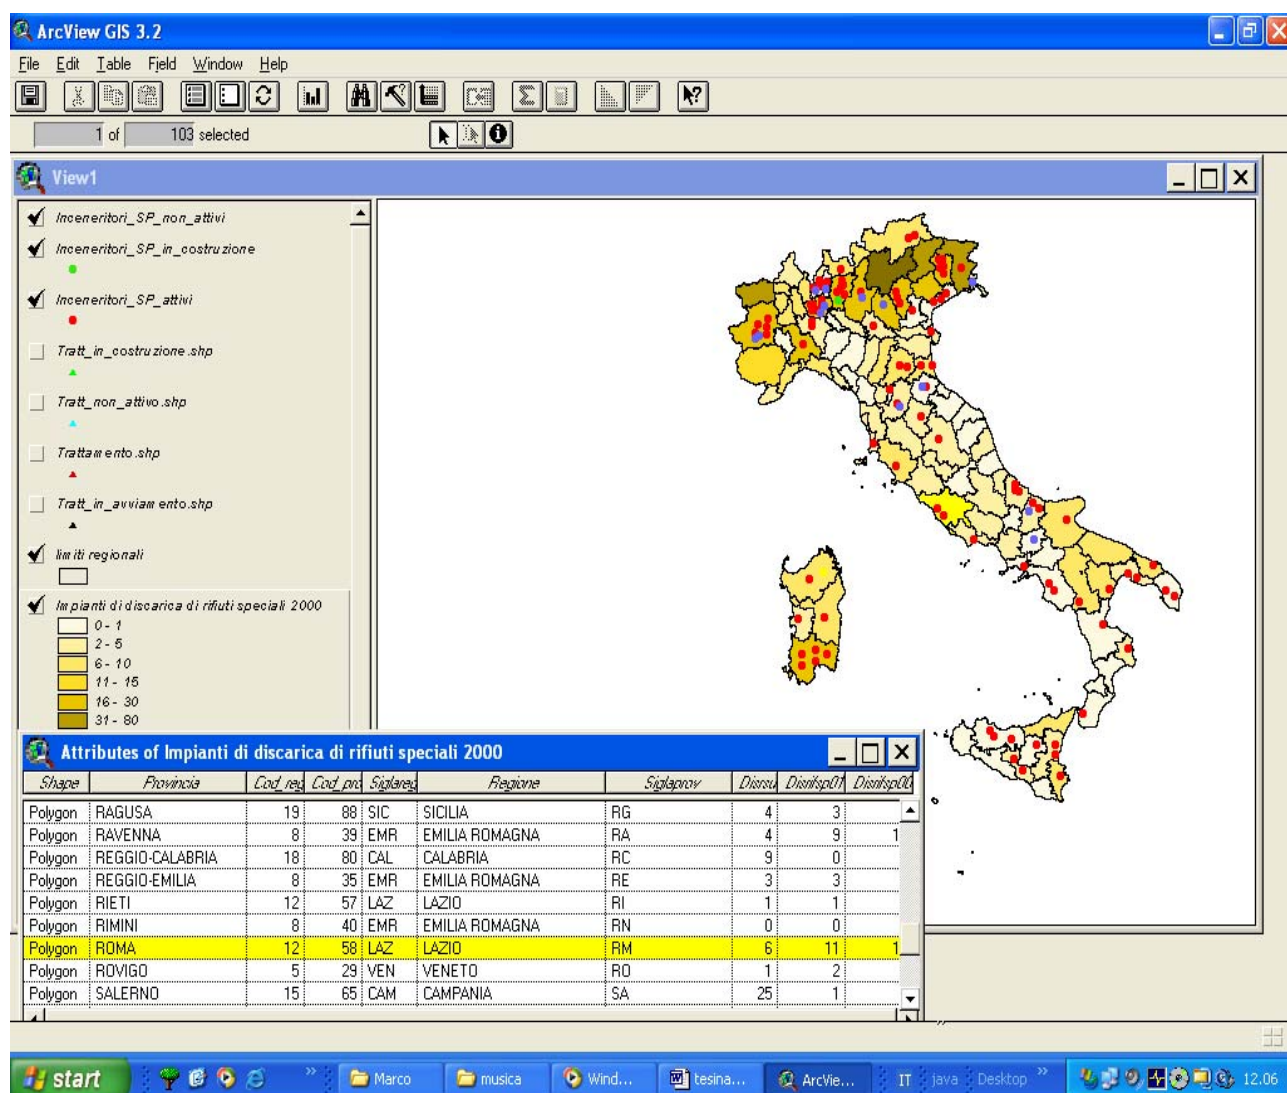 ArcView GIS 3.2
File Edit Table Field Window Help
1 of 103 selected
View1
Inceneritori_SP_non_attivi
Inceneritori_SP_in_costruzione
Inceneritori_SP_attivi
Tratt_in_costruzione.shp
Tratt_non_attivo.shp
Trattamento.shp
Tratt_in_avviamento.shp
limiti regionali
Impianti di discarica di rifiuti speciali 2000
0 - 1
2 - 5
6 - 10
11 - 15
16 - 30
31 - 80
Attributes of Impianti di discarica di rifiuti speciali 2000
Shape Provincia Cod_reg Cod_pro Siglareg Regione Siglaprov
Polygon RAGUSA 19 88 SIC SICILIA RG 4 3
Polygon RAVENNA 8 39 EMR EMILIA ROMAGNA RA 4 9 1
Polygon REGGIO-CALABRIA 18 80 CAL CALABRIA RC 9 0
Polygon REGGIO-EMILIA 8 35 EMR EMILIA ROMAGNA RE 3 3
Polygon RIETI 12 57 LAZ LAZIO RI 1 1
Polygon RIMINI 8 40 EMR EMILIA ROMAGNA RN 0 0
Polygon ROMA 12 58 LAZ LAZIO RM 6 11 1
Polygon ROVIGO 5 29 VEN VENETO RO 1 2
Polygon SALERNO 15 65 CAM CAMPANIA SA 25 1
start Marco musica Wind... tesina... ArcVie... IT java Desktop 12.06